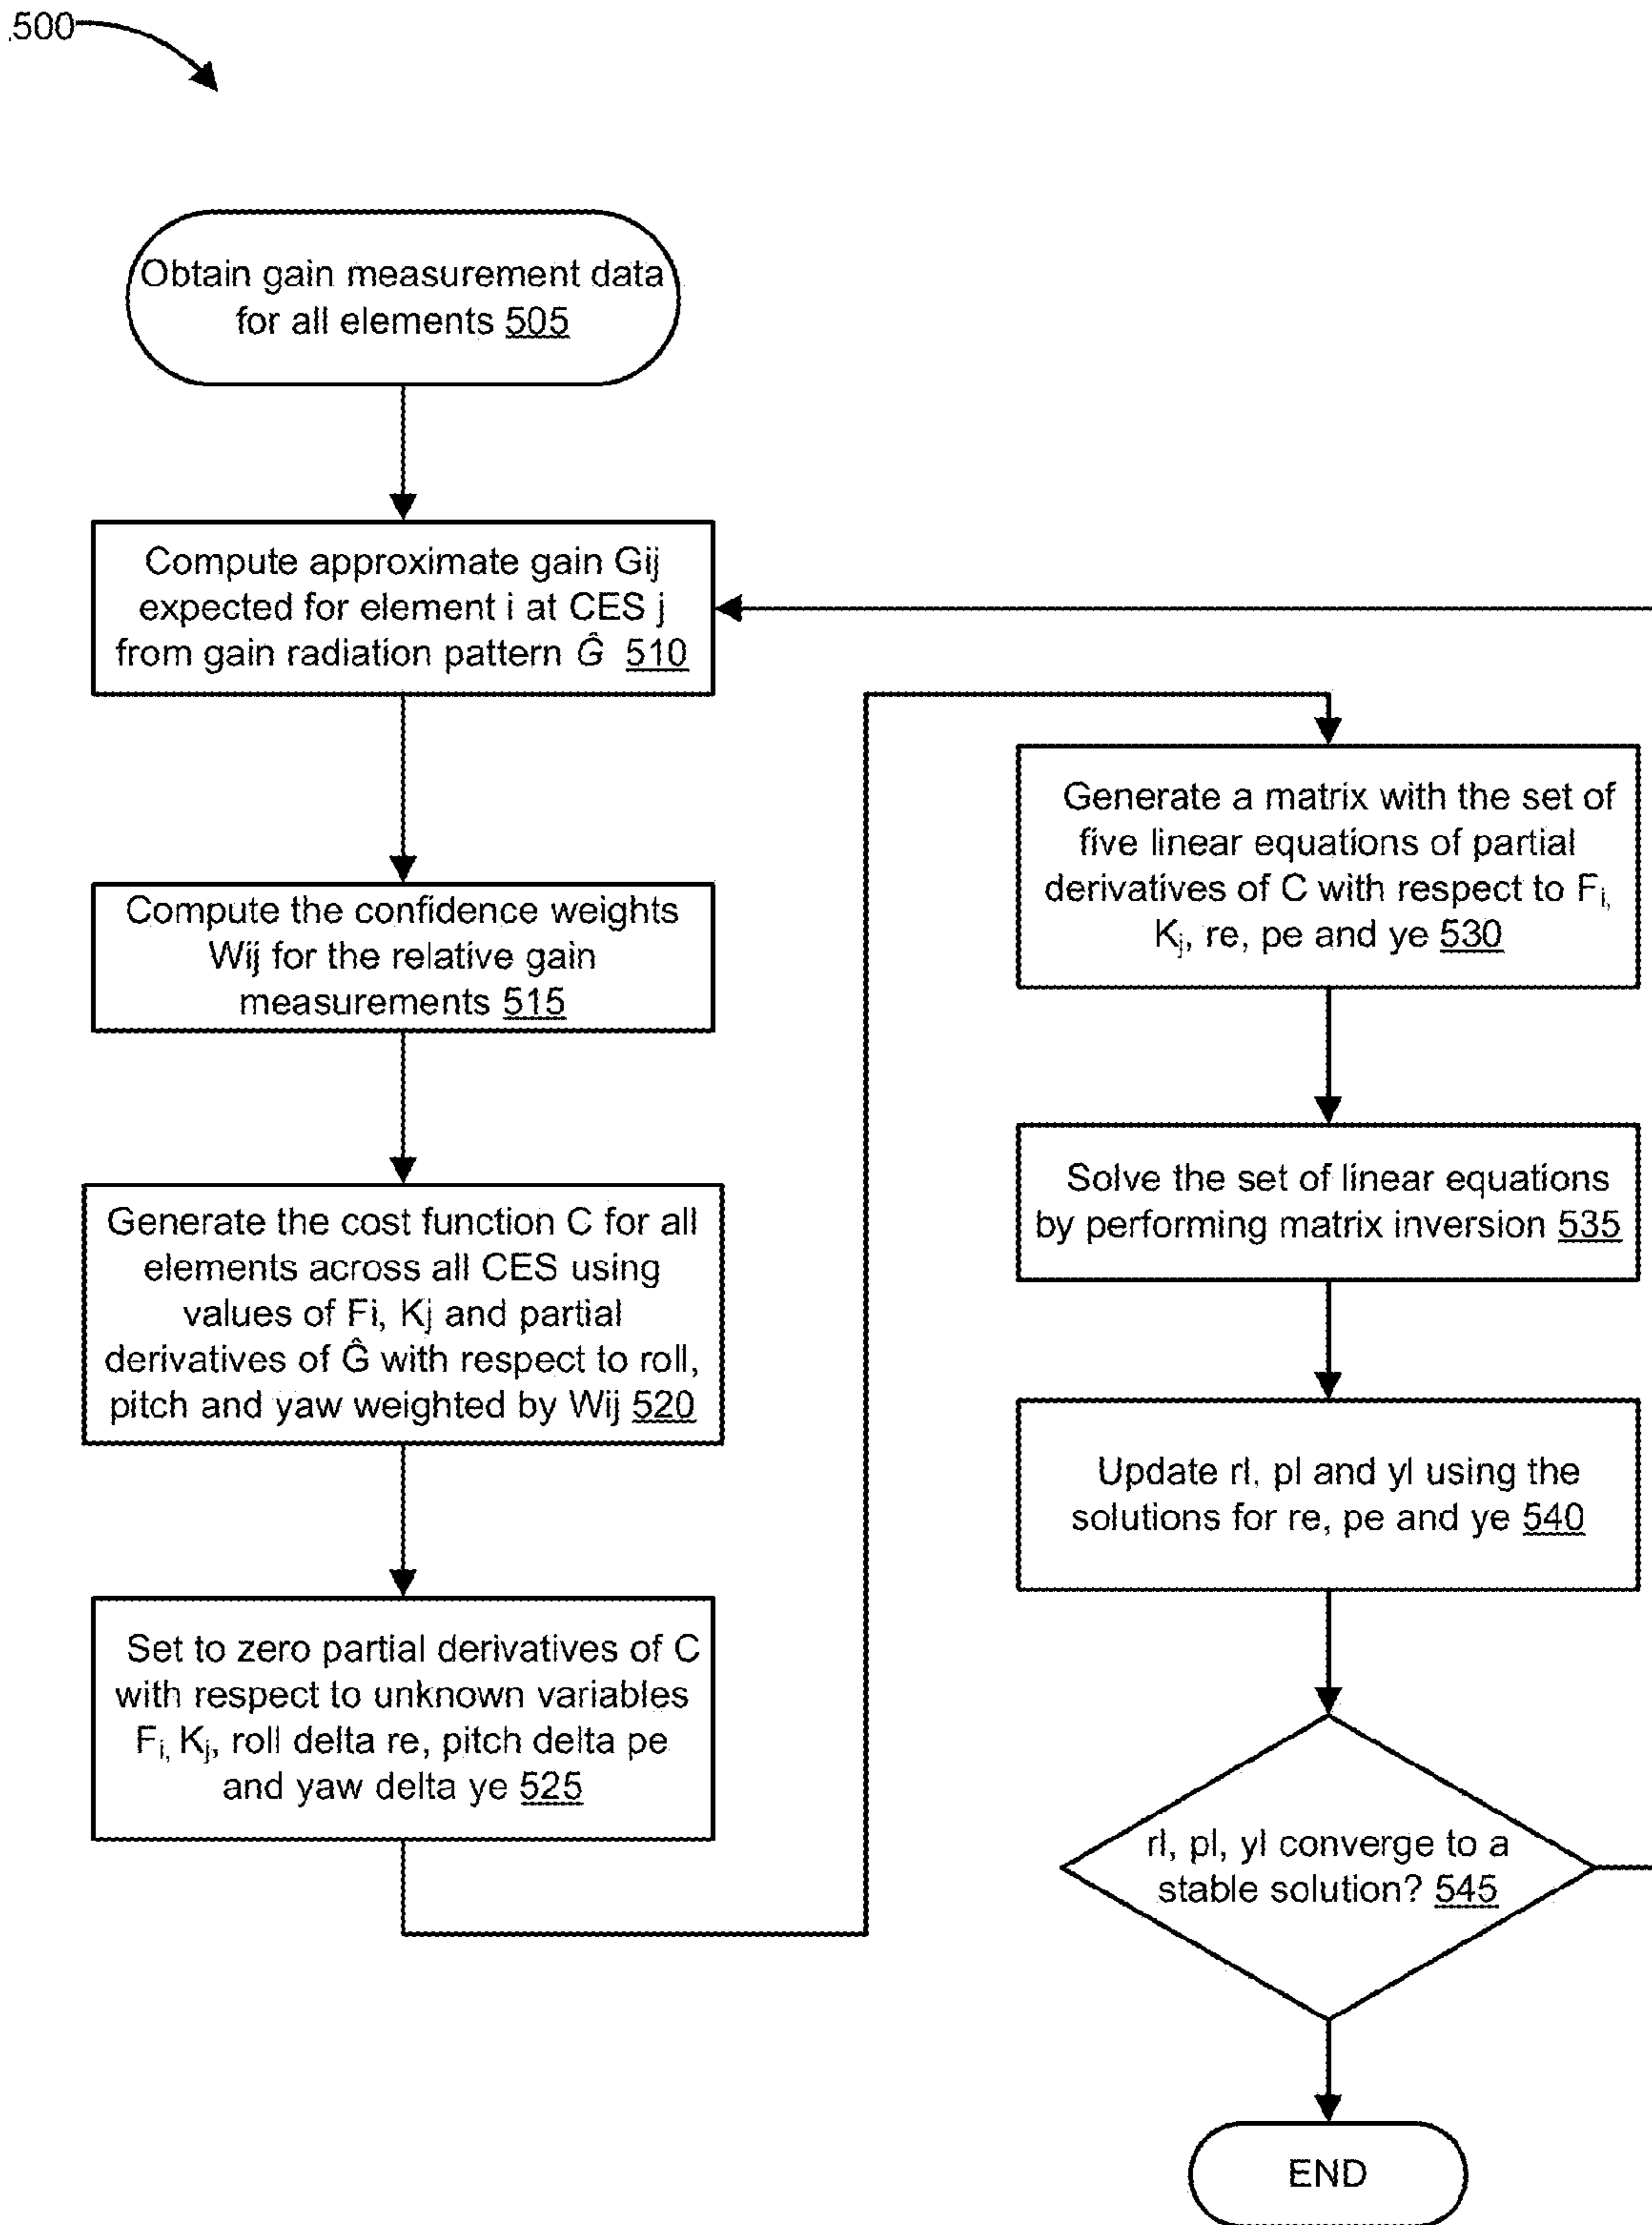 500
Obtain gain measurement data
for all elements 505
Compute approximate gain Gij
expected for element i at CES j
from gain radiation pattern Ĝ 510
Compute the confidence weights
Wij for the relative gain
measurements 515
Generate the cost function C for all
elements across all CES using
values of Fi, Kj and partial
derivatives of Ĝ with respect to roll,
pitch and yaw weighted by Wij 520
Set to zero partial derivatives of C
with respect to unknown variables
Fi, Kj, roll delta re, pitch delta pe
and yaw delta ye 525
Generate a matrix with the set of
five linear equations of partial
derivatives of C with respect to Fi,
Kj, re, pe and ye 530
Solve the set of linear equations
by performing matrix inversion 535
Update rl, pl and yl using the
solutions for re, pe and ye 540
rl, pl, yl converge to a
stable solution? 545
END